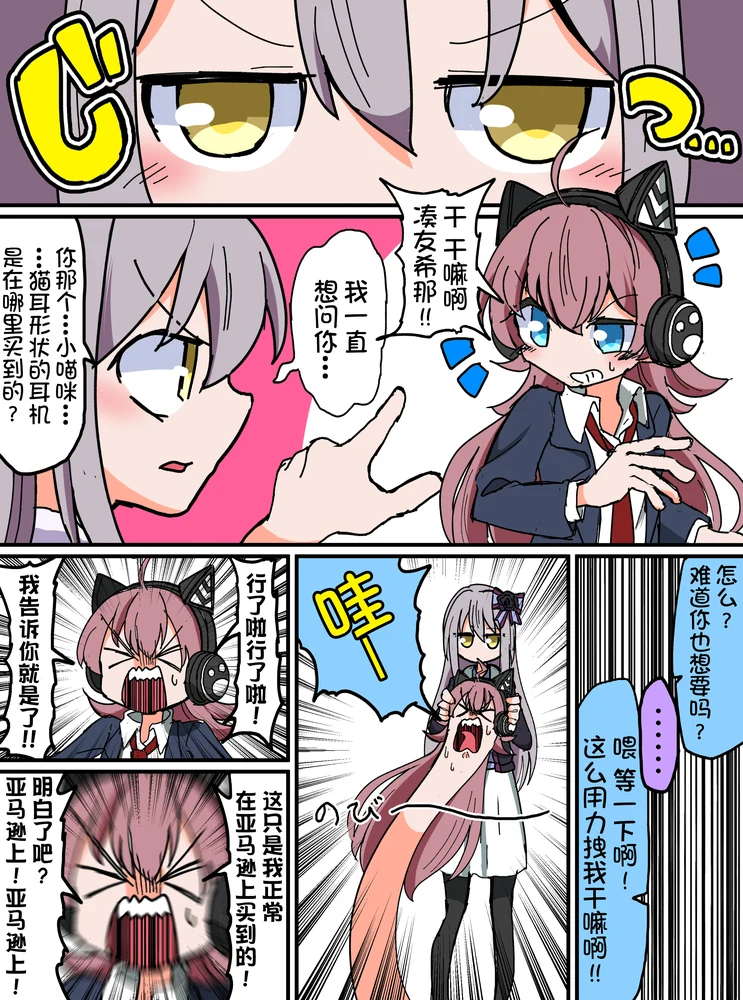 じっ…
干 干嘛啊
凑友希那!!
我一直
想问你…
你那个…小喵咪…
…猫耳形状的耳机
是在哪里买到的？
怎么？
难道你也想要吗？
……
喂 等一下啊！
这么用力拽我干嘛啊!!
哇ー
のびー
行了啦行了啦！
我告诉你就是了!!
这只是我正常
在亚马逊上买到的！
明白了吧？
亚马逊上！亚马逊上！